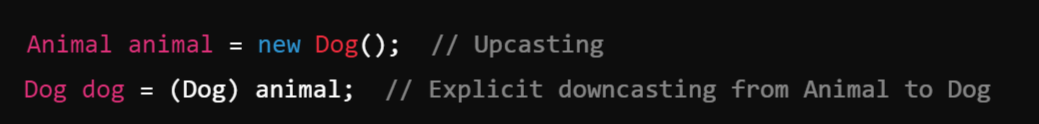 Animal animal = new Dog();  // Upcasting
Dog dog = (Dog) animal;  // Explicit downcasting from Animal to Dog